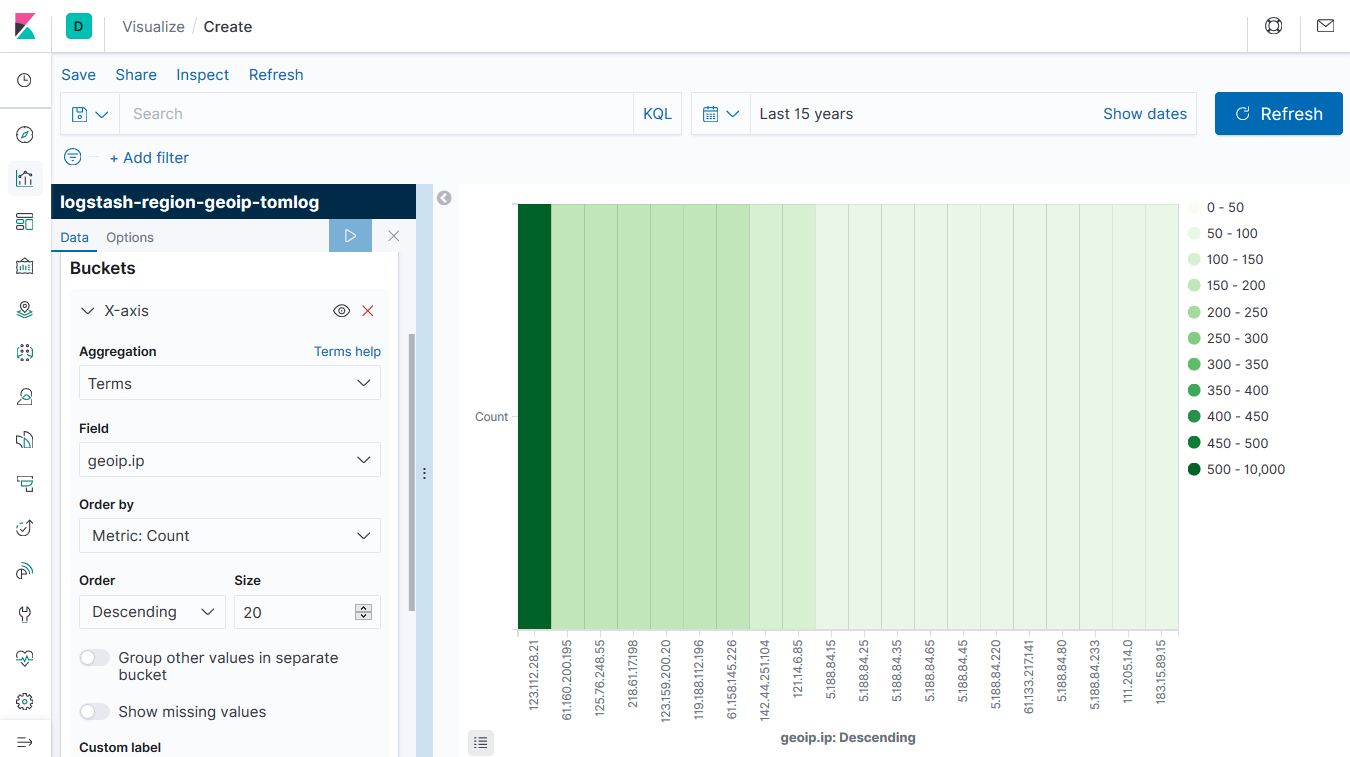 D
Visualize / Create
Save Share Inspect Refresh
Search KQL Last 15 years Show dates Refresh
+ Add filter
logstash-region-geoip-tomlog
Data Options
Buckets
X-axis
Aggregation Terms help
Terms
Field
geoip.ip
Order by
Metric: Count
Order Size
Descending 20
Group other values in separate
bucket
Show missing values
Custom label
Count
123.112.28.21
61.160.200.195
125.76.248.55
218.61.17.198
123.159.200.20
119.188.112.196
61.158.145.226
142.44.251.104
121.14.6.85
5.188.84.15
5.188.84.25
5.188.84.35
5.188.84.65
5.188.84.45
5.188.84.220
61.133.217.141
5.188.84.80
5.188.84.233
111.205.14.0
183.15.89.15
geoip.ip: Descending
0 - 50
50 - 100
100 - 150
150 - 200
200 - 250
250 - 300
300 - 350
350 - 400
400 - 450
450 - 500
500 - 10,000